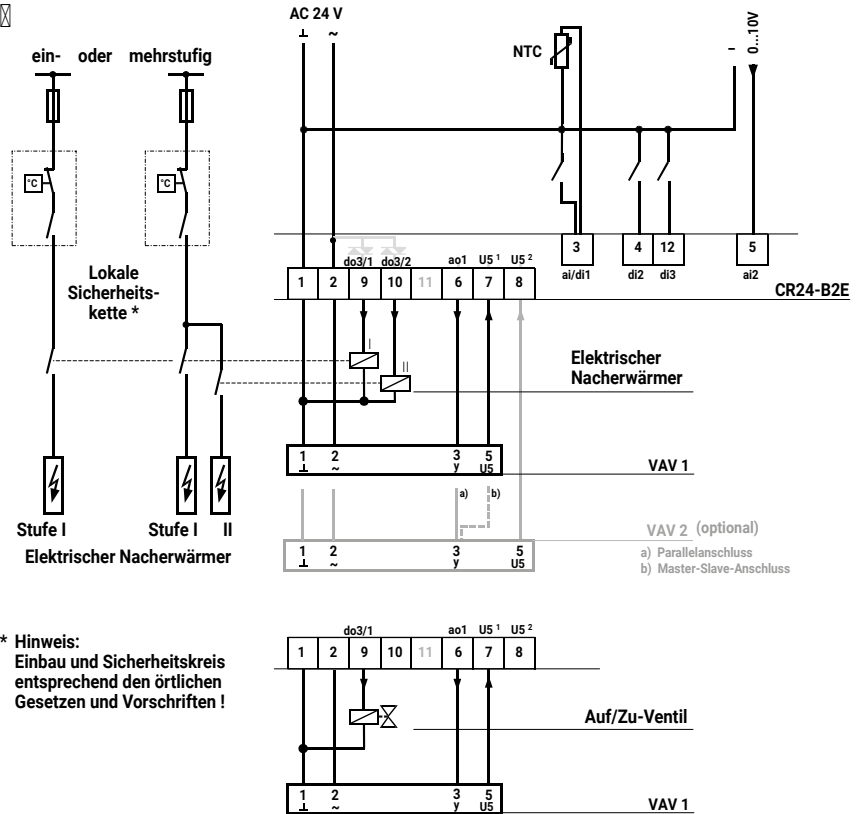 AC 24 V
⊥ ~
ein- oder mehrstufig
NTC
– 0...10V
°C °C
3 4 12 5
ai/di1 di2 di3 ai2
Lokale
Sicherheits-
kette *
do3/1 do3/2 ao1 U5 1 U5 2
1 2 9 10 11 6 7 8
CR24-B2E
I
II
Elektrischer
Nacherwärmer
1 2 3 5
⊥ ~ y U5
VAV 1
a) b)
Stufe I Stufe I II
Elektrischer Nacherwärmer
VAV 2 (optional)
1 2 3 5
⊥ ~ y U5
a) Parallelanschluss
b) Master-Slave-Anschluss
* Hinweis:
Einbau und Sicherheitskreis
entsprechend den örtlichen
Gesetzen und Vorschriften !
do3/1 ao1 U5 1 U5 2
1 2 9 10 11 6 7 8
Auf/Zu-Ventil
1 2 3 5
⊥ ~ y U5
VAV 1